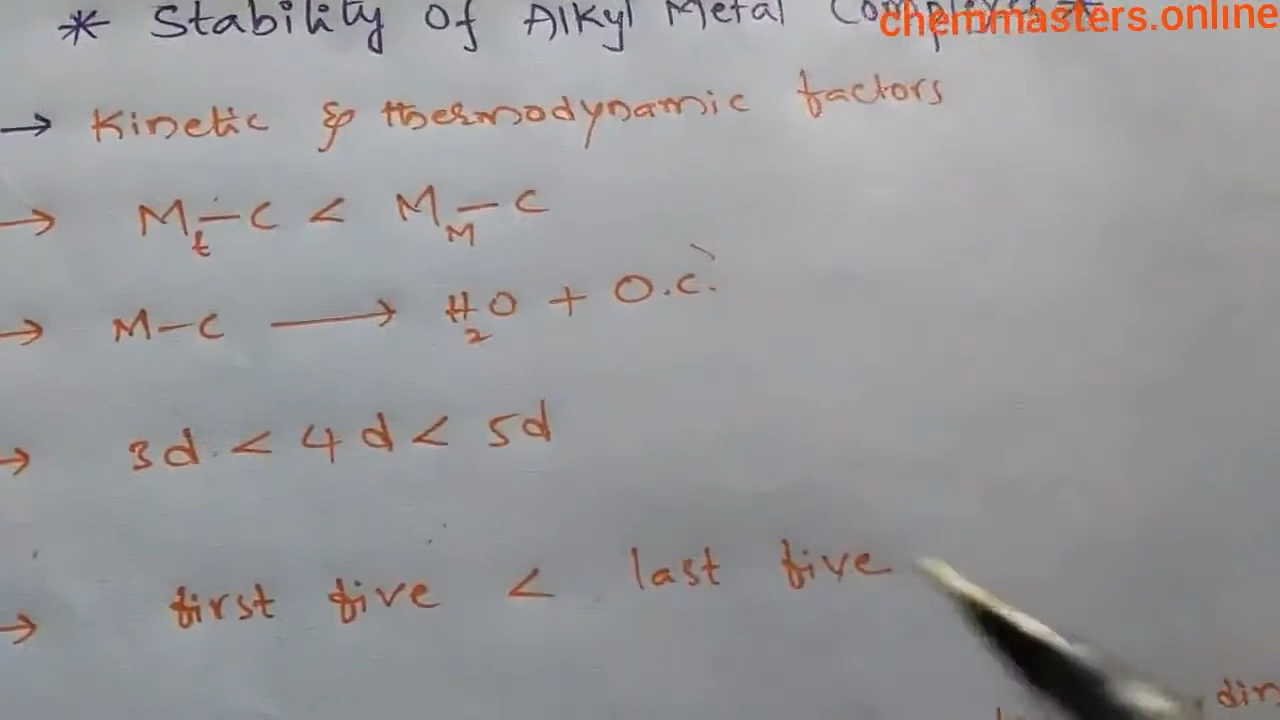 * Stability Of Alkyl Metal
chemmasters.online
→ Kinetic & thermodynamic factors
→ Mt-C < MM-C
→ M-C ⟶ H2O + O.C.
→ 3d < 4d < 5d
→ first five < last five